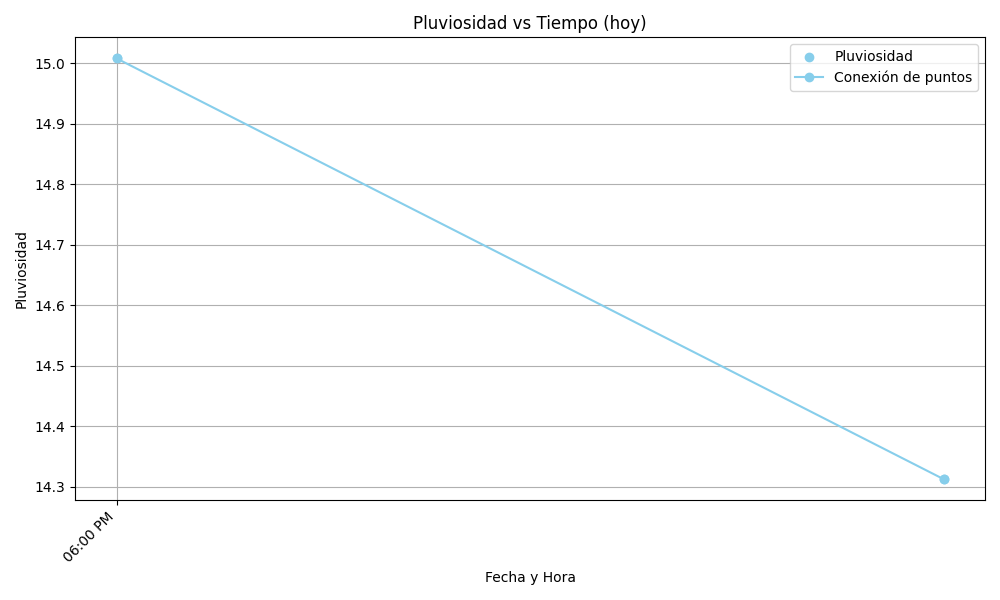 Pluviosidad vs Tiempo (hoy)
Pluviosidad
Conexión de puntos
15.0
14.9
14.8
14.7
14.6
14.5
14.4
14.3
Pluviosidad
06:00 PM
Fecha y Hora